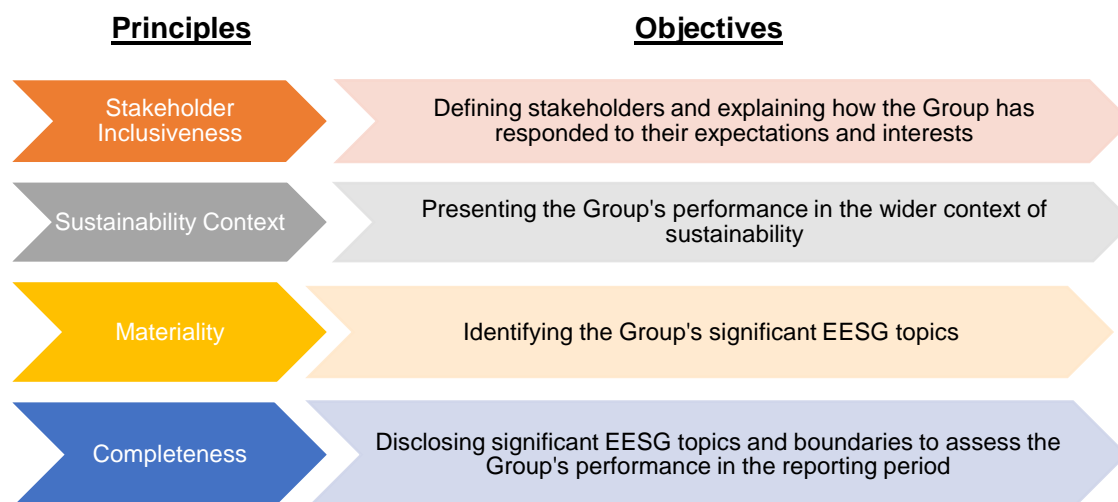 Principles
Objectives
Stakeholder
Inclusiveness
Defining stakeholders and explaining how the Group has
responded to their expectations and interests
Sustainability Context
Presenting the Group's performance in the wider context of
sustainability
Materiality
Identifying the Group's significant EESG topics
Completeness
Disclosing significant EESG topics and boundaries to assess the
Group's performance in the reporting period